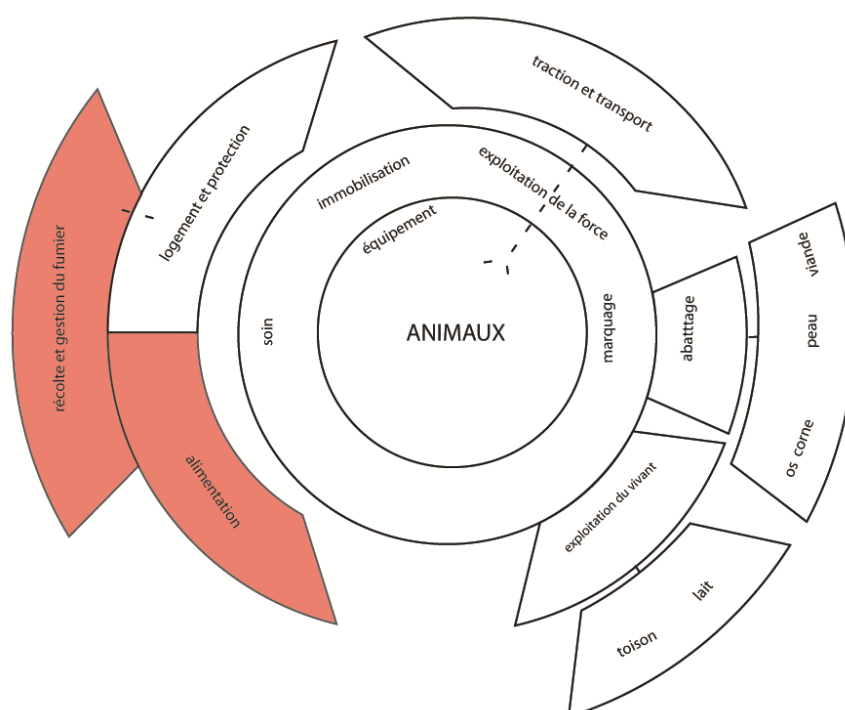 traction et transport
logement et protection
immobilisation
exploitation de la force
équipement
récolte et gestion du fumier
soin
ANIMAUX
marquage
abatttage
viande
peau
os corne
alimentation
exploitation du vivant
lait
toison